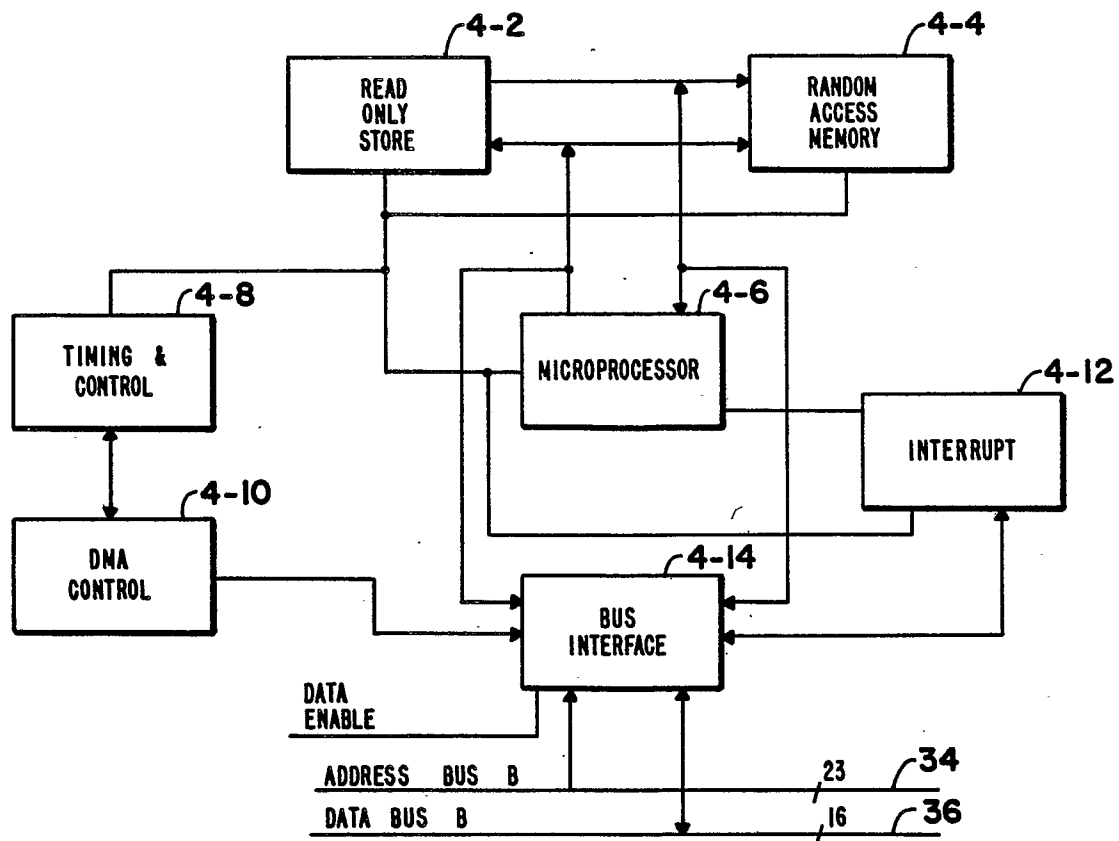 4-2
READ
ONLY
STORE
4-4
RANDOM
ACCESS
MEMORY
4-8
TIMING &
CONTROL
4-6
MICROPROCESSOR
4-12
INTERRUPT
4-10
DMA
CONTROL
4-14
BUS
INTERFACE
DATA
ENABLE
ADDRESS BUS B
23
34
DATA BUS B
16
36